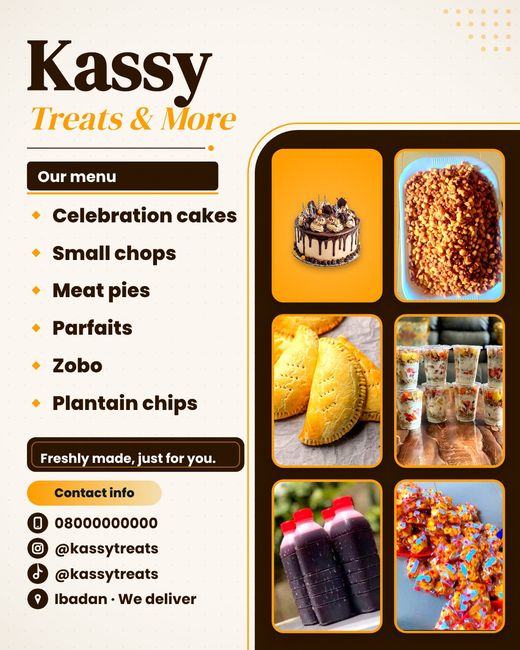 Kassy
Treats & More
Our menu
Celebration cakes
Small chops
Meat pies
Parfaits
Zobo
Plantain chips
Freshly made, just for you.
Contact info
08000000000
@kassytreats
@kassytreats
Ibadan · We deliver